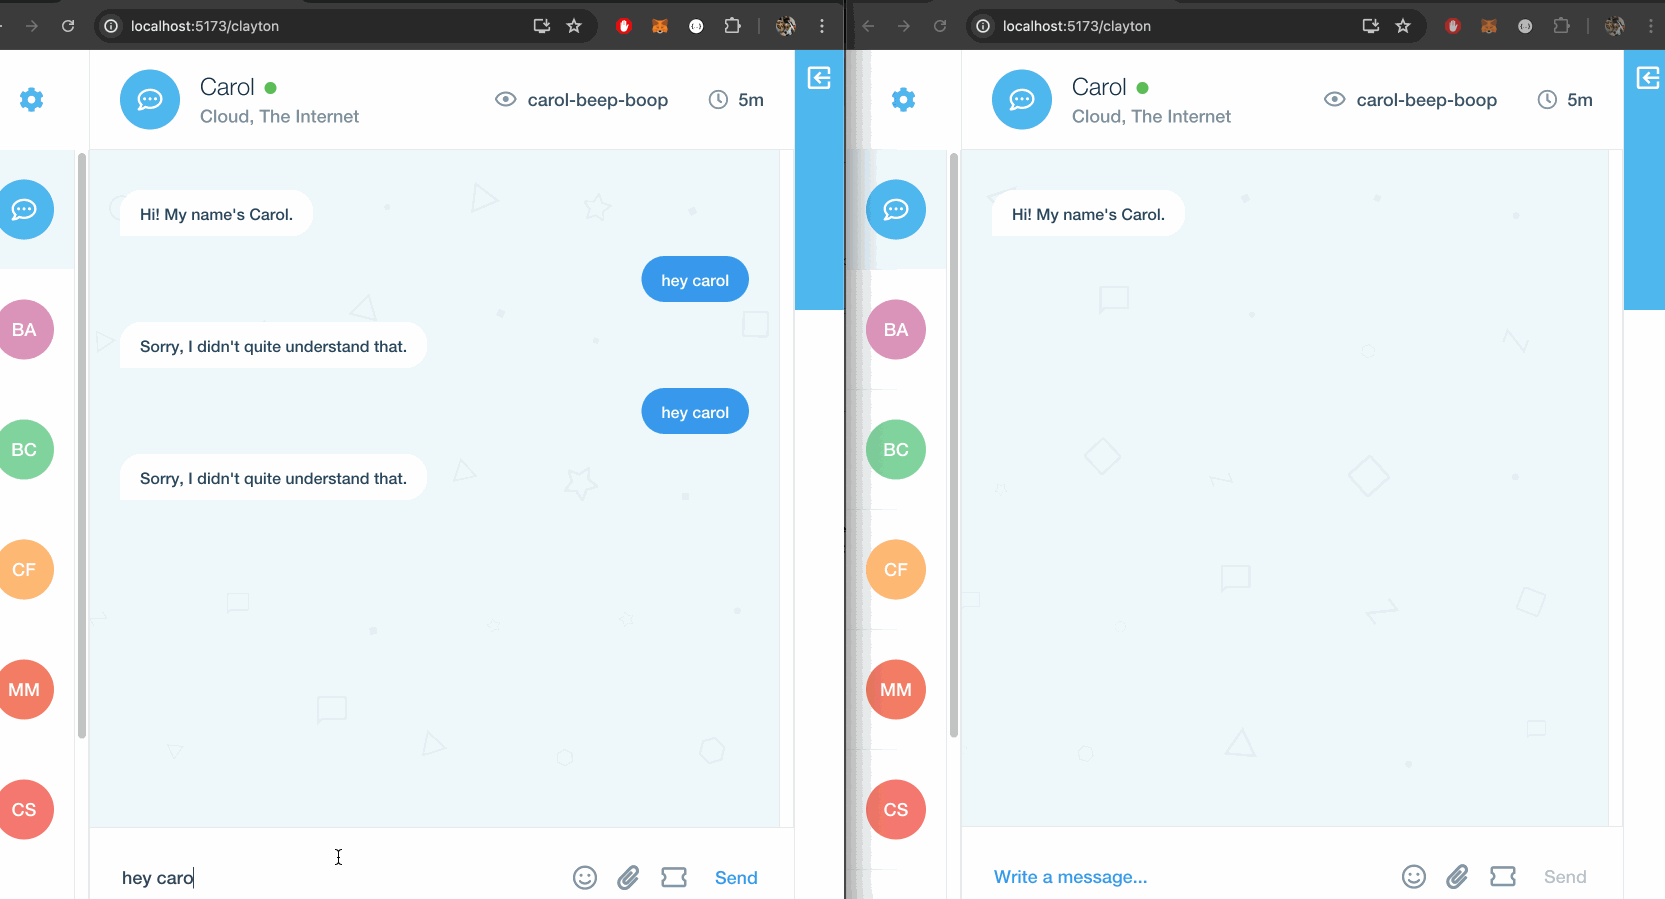 localhost:5173/clayton
Carol
Cloud, The Internet
carol-beep-boop
5m
BA
BC
CF
MM
CS
Hi! My name's Carol.
hey carol
Sorry, I didn't quite understand that.
hey carol
Sorry, I didn't quite understand that.
hey caro
Send
localhost:5173/clayton
Carol
Cloud, The Internet
carol-beep-boop
5m
BA
BC
CF
MM
CS
Hi! My name's Carol.
Write a message...
Send